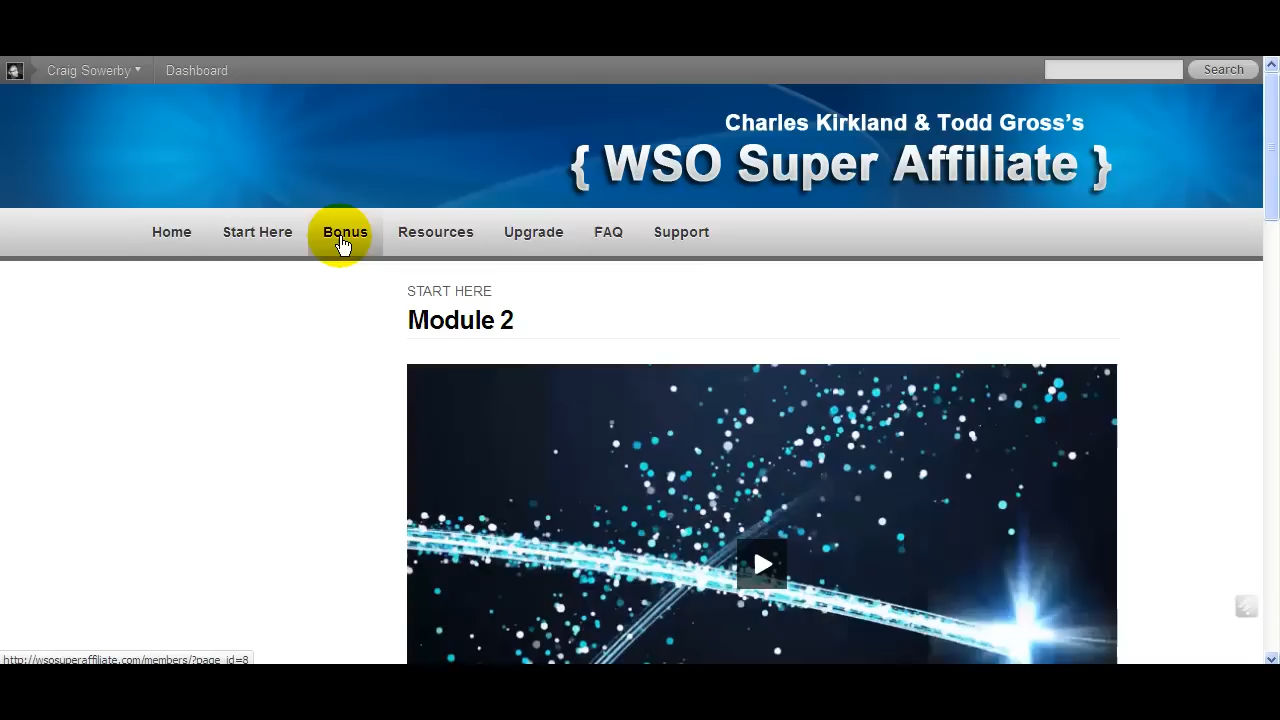 Craig Sowerby Dashboard Search
Charles Kirkland & Todd Gross's
{ WSO Super Affiliate }
Home Start Here Bonus Resources Upgrade FAQ Support
START HERE
Module 2
http://wsosuperaffiliate.com/members/?page_id=8